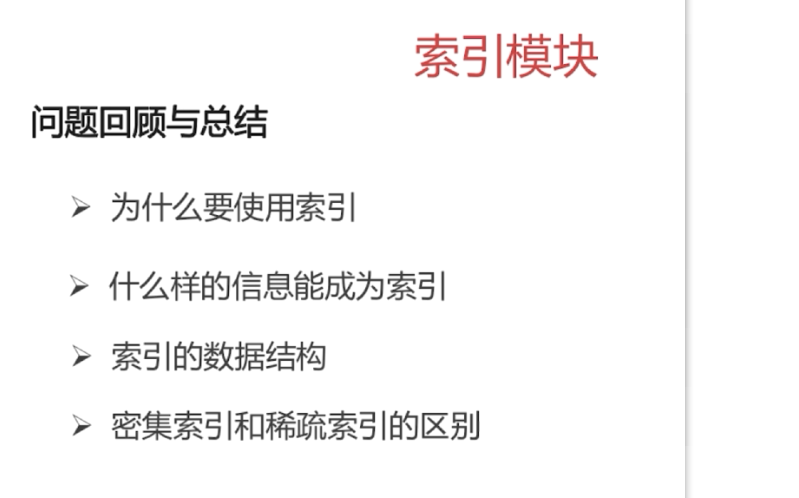 索引模块
问题回顾与总结
➢ 为什么要使用索引
➢ 什么样的信息能成为索引
➢ 索引的数据结构
➢ 密集索引和稀疏索引的区别